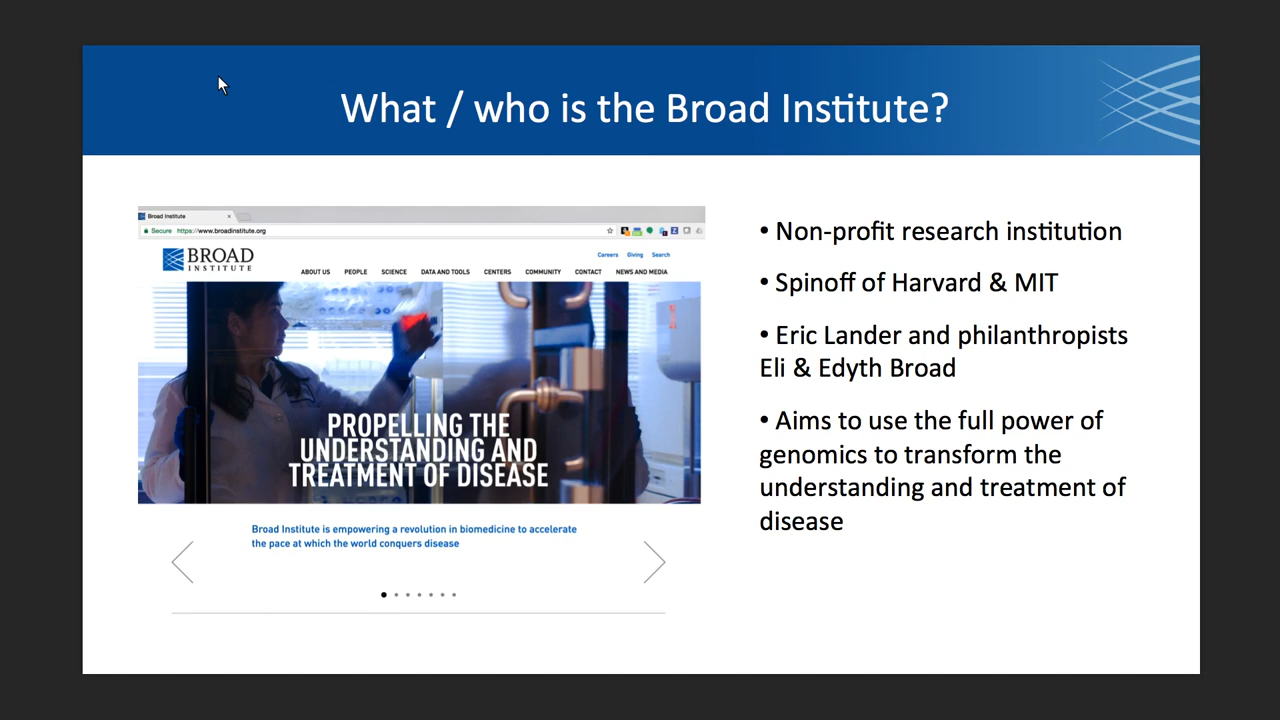 What / who is the Broad Institute?
Broad Institute
Secure https://www.broadinstitute.org
BROAD
INSTITUTE
Careers Giving Search
ABOUT US PEOPLE SCIENCE DATA AND TOOLS CENTERS COMMUNITY CONTACT NEWS AND MEDIA
PROPELLING THE
UNDERSTANDING AND
TREATMENT OF DISEASE
Broad Institute is empowering a revolution in biomedicine to accelerate
the pace at which the world conquers disease
• Non-profit research institution
• Spinoff of Harvard & MIT
• Eric Lander and philanthropists
Eli & Edyth Broad
• Aims to use the full power of
genomics to transform the
understanding and treatment of
disease